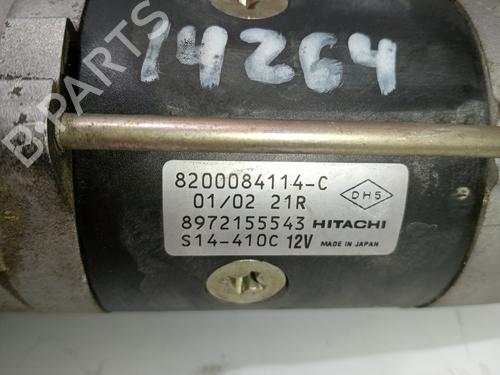 14264
B-PARTS
8200084114-C
01/02 21R
DHS
8972155543 HITACHI
S14-410C 12V MADE IN JAPAN